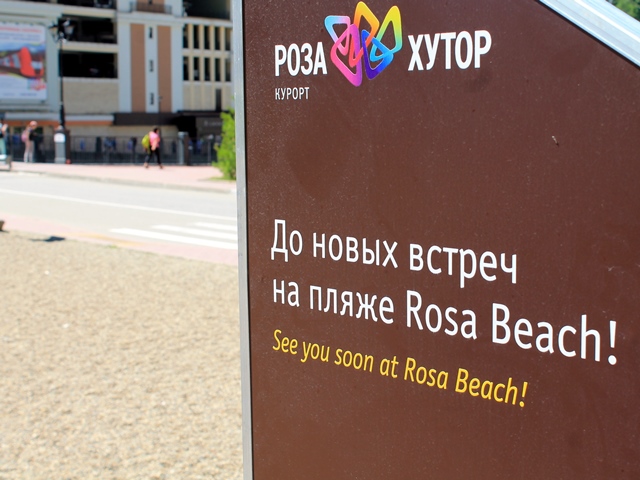 РОЗА ХУТОР
КУРОРТ
До новых встреч
на пляже Rosa Beach!
See you soon at Rosa Beach!